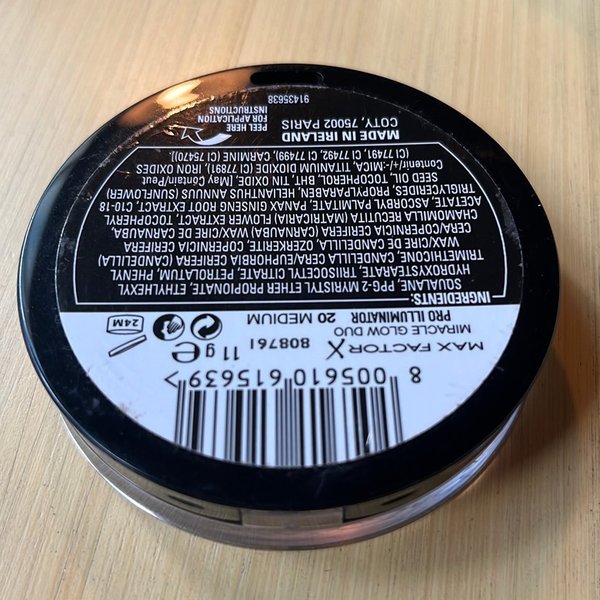 8 005610 615639 >
MAX FACTOR X 808761 11 g e
MIRACLE GLOW DUO
PRO ILLUMINATOR 20 MEDIUM
24M
INGREDIENTS:
SQUALANE, PPG-2 MYRISTYL ETHER PROPIONATE, ETHYLHEXYL
HYDROXYSTEARATE, TRIISOCETYL CITRATE, PETROLATUM, PHENYL
TRIMETHICONE, CANDELILLA CERA/EUPHORBIA CERIFERA (CANDELILLA)
WAX/CIRE DE CANDELILLA, OZOKERITE, COPERNICIA CERIFERA
CERA/COPERNICIA CERIFERA (CARNAUBA) WAX/CIRE DE CARNAUBA,
CHAMOMILLA RECUTITA (MATRICARIA) FLOWER EXTRACT, TOCOPHERYL
ACETATE, ASCORBYL PALMITATE, PANAX GINSENG ROOT EXTRACT, C10-18
TRIGLYCERIDES, PROPYLPARABEN, HELIANTHUS ANNUUS (SUNFLOWER)
SEED OIL, TOCOPHEROL, BHT, TIN OXIDE, [May Contain/Peut
Contenir/+/-:MICA, TITANIUM DIOXIDE (CI 77891), IRON OXIDES
(CI 77491, CI 77492, CI 77499), CARMINE (CI 75470)].
MADE IN IRELAND
COTY, 75002 PARIS
91435638
PEEL HERE
FOR APPLICATION
INSTRUCTIONS